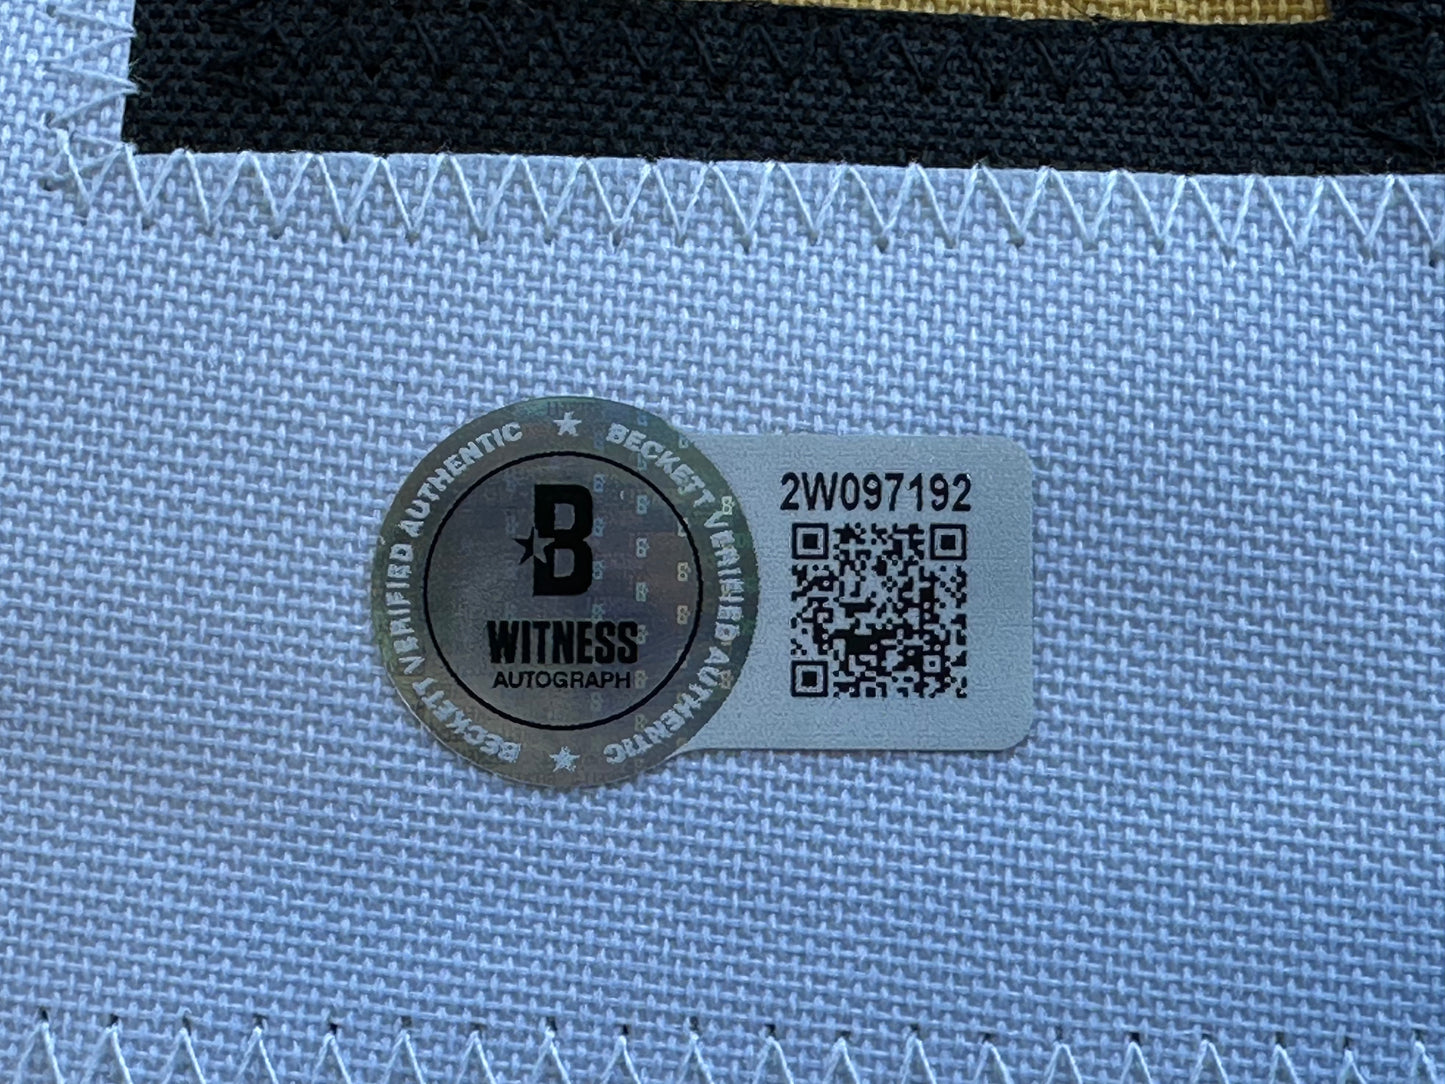 BECKETT VERIFIED AUTHENTIC ★ BECKETT VERIFIED AUTHENTIC ★
B
WITNESS
AUTOGRAPH
2W097192